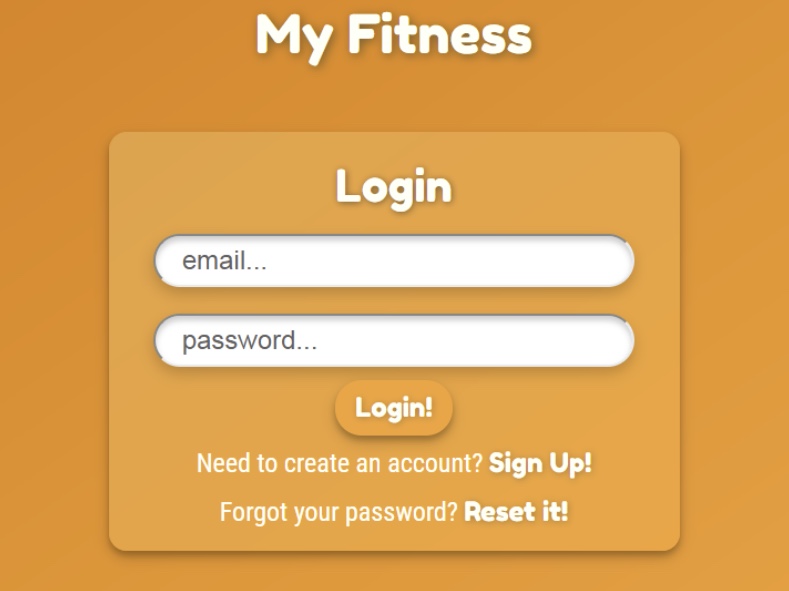 My Fitness
Login
email...
password...
Login!
Need to create an account? Sign Up!
Forgot your password? Reset it!